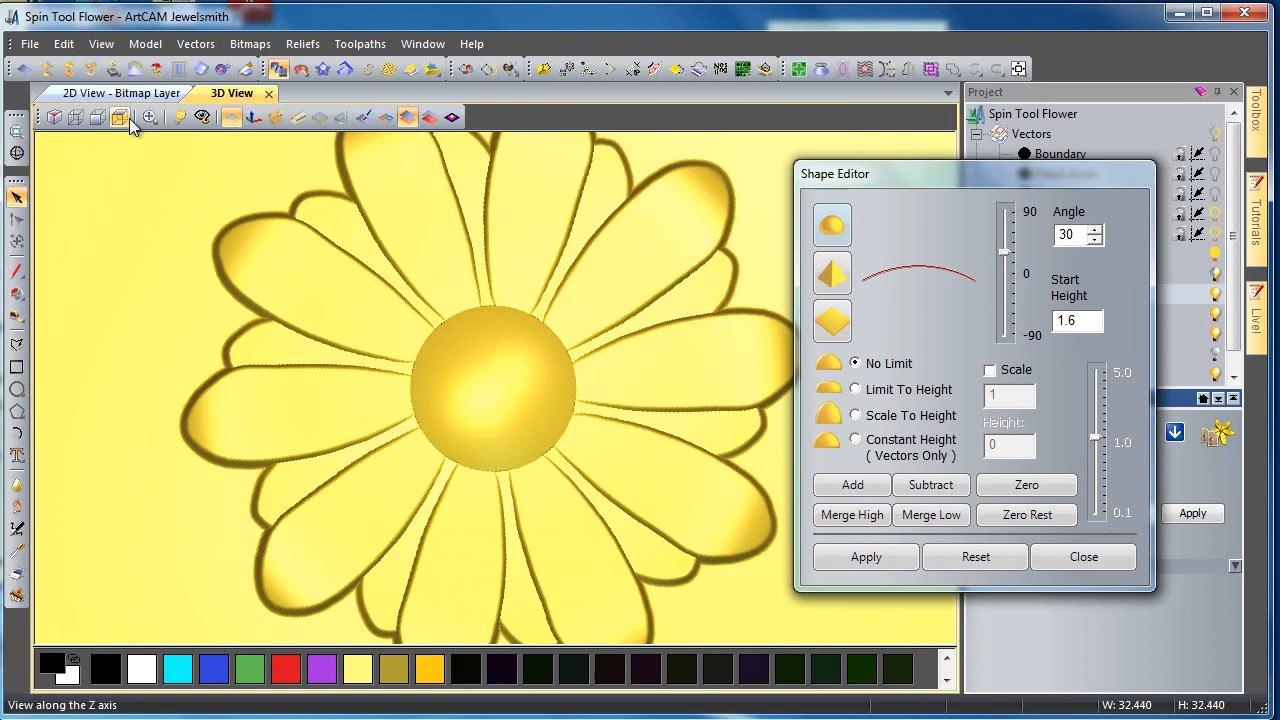 Spin Tool Flower - ArtCAM Jewelsmith
File Edit View Model Vectors Bitmaps Reliefs Toolpaths Window Help
2D View - Bitmap Layer
3D View
Project
Spin Tool Flower
Vectors
Boundary
Toolbox
Tutorials
Live!
Shape Editor
90
Angle
30
0
Start
Height
1.6
-90
No Limit
Scale
5.0
Limit To Height
1
Scale To Height
Height:
Constant Height
( Vectors Only )
0
1.0
Add
Subtract
Zero
Merge High
Merge Low
Zero Rest
0.1
Apply
Apply
Reset
Close
View along the Z axis
W: 32.440
H: 32.440